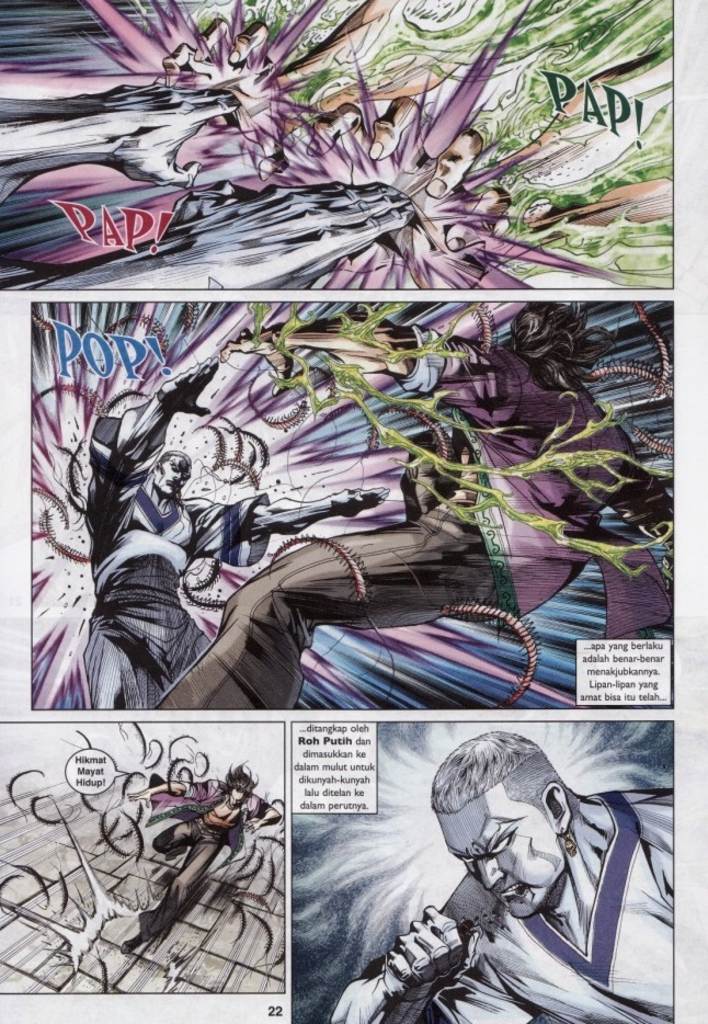 PAP!
PAP!
POP!
...apa yang berlaku
adalah benar-benar
menakjubkannya.
Lipan-lipan yang
amat bisa itu telah...
Hikmat
Mayat
Hidup!
...ditangkap oleh
Roh Putih dan
dimasukkan ke
dalam mulut untuk
dikunyah-kunyah
lalu ditelan ke
dalam perutnya.
22